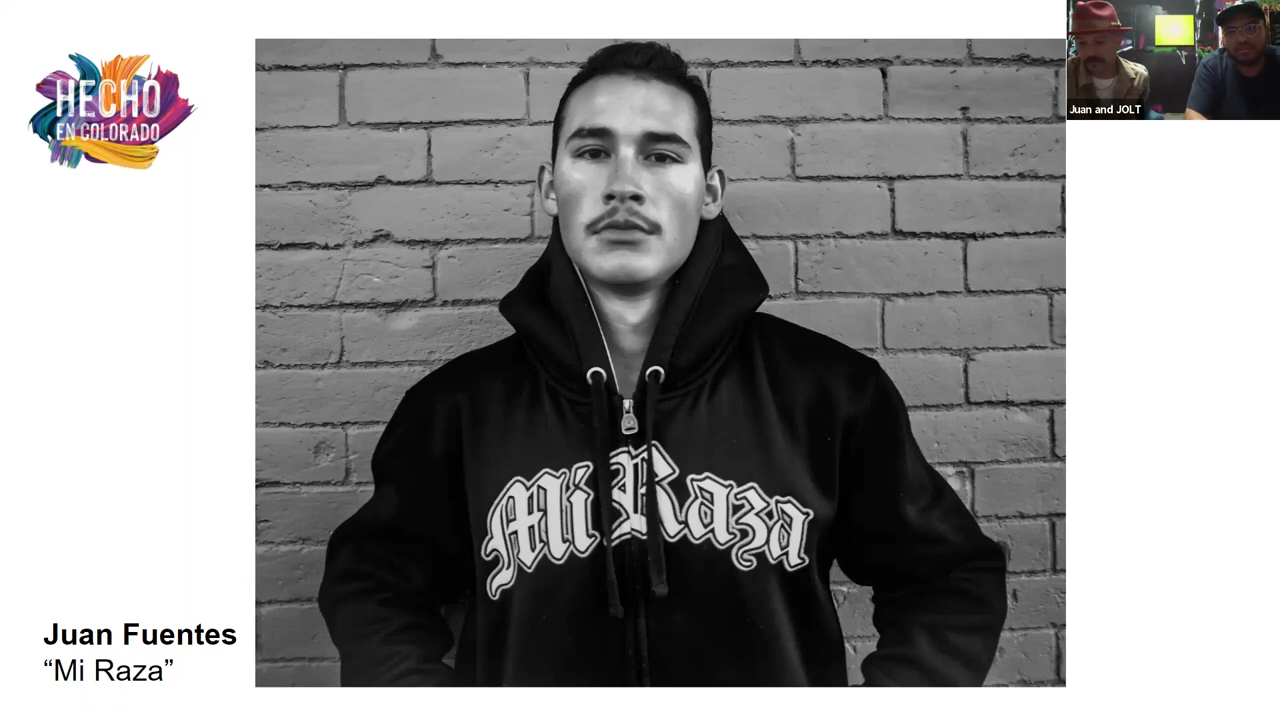 HECHO
EN COLORADO
Juan and JOLT
Mi Raza
Juan Fuentes
“Mi Raza”